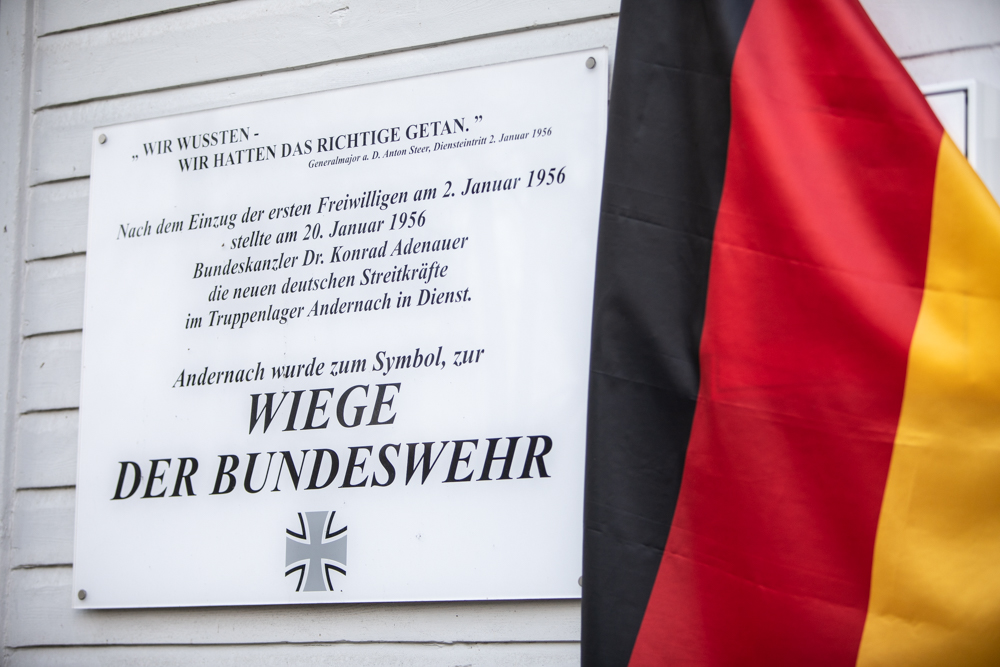 „ WIR WUSSTEN -
WIR HATTEN DAS RICHTIGE GETAN. ”
Generalmajor a. D. Anton Steer, Diensteintritt 2. Januar 1956
Nach dem Einzug der ersten Freiwilligen am 2. Januar 1956
stellte am 20. Januar 1956
Bundeskanzler Dr. Konrad Adenauer
die neuen deutschen Streitkräfte
im Truppenlager Andernach in Dienst.
Andernach wurde zum Symbol, zur
WIEGE
DER BUNDESWEHR